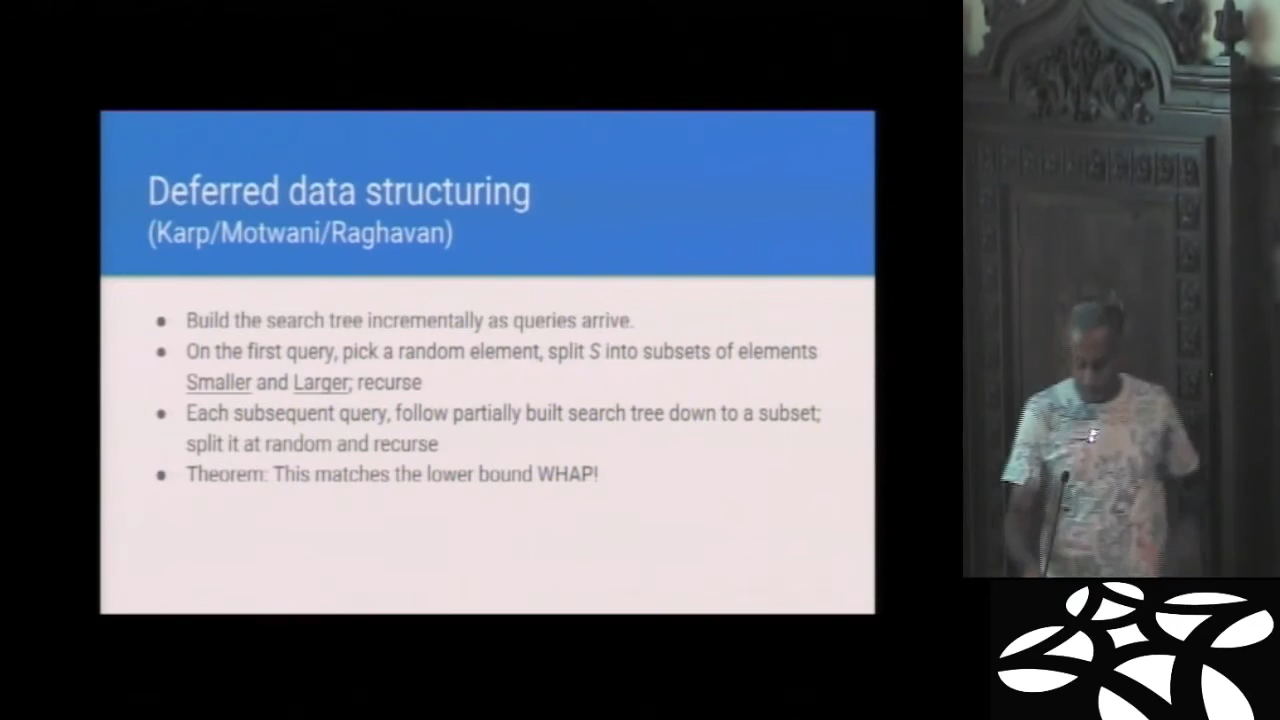 Deferred data structuring
(Karp/Motwani/Raghavan)
● Build the search tree incrementally as queries arrive.
● On the first query, pick a random element, split S into subsets of elements
Smaller and Larger; recurse
● Each subsequent query, follow partially built search tree down to a subset;
split it at random and recurse
● Theorem: This matches the lower bound WHAP!